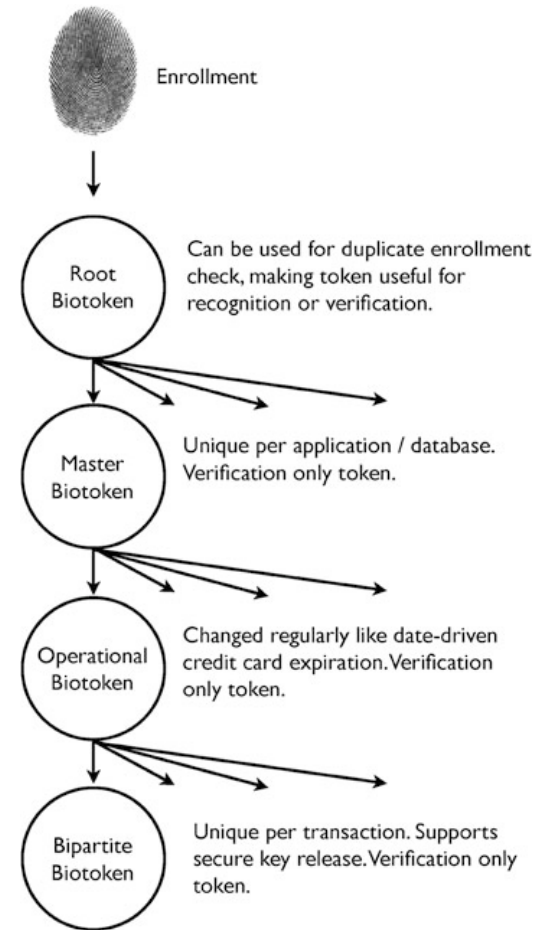 Enrollment
Root
Biotoken
Can be used for duplicate enrollment
check, making token useful for
recognition or verification.
Master
Biotoken
Unique per application / database.
Verification only token.
Operational
Biotoken
Changed regularly like date-driven
credit card expiration.Verification
only token.
Bipartite
Biotoken
Unique per transaction. Supports
secure key release.Verification only
token.